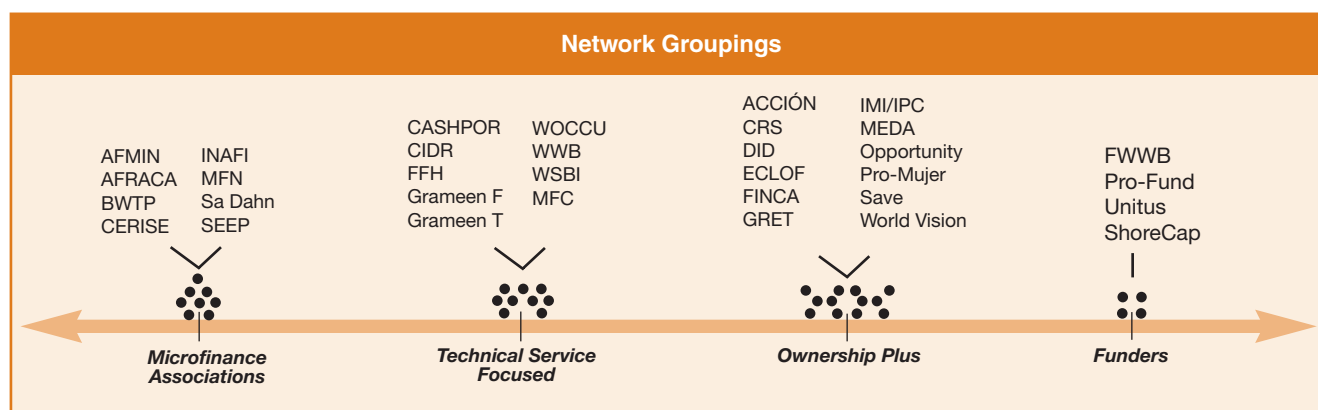 Network Groupings
AFMIN
AFRACA
BWTP
CERISE
INAFI
MFN
Sa Dahn
SEEP
CASHPOR
CIDR
FFH
Grameen F
Grameen T
WOCCU
WWB
WSBI
MFC
ACCIÓN
CRS
DID
ECLOF
FINCA
GRET
IMI/IPC
MEDA
Opportunity
Pro-Mujer
Save
World Vision
FWWB
Pro-Fund
Unitus
ShoreCap
Microfinance
Associations
Technical Service
Focused
Ownership Plus
Funders